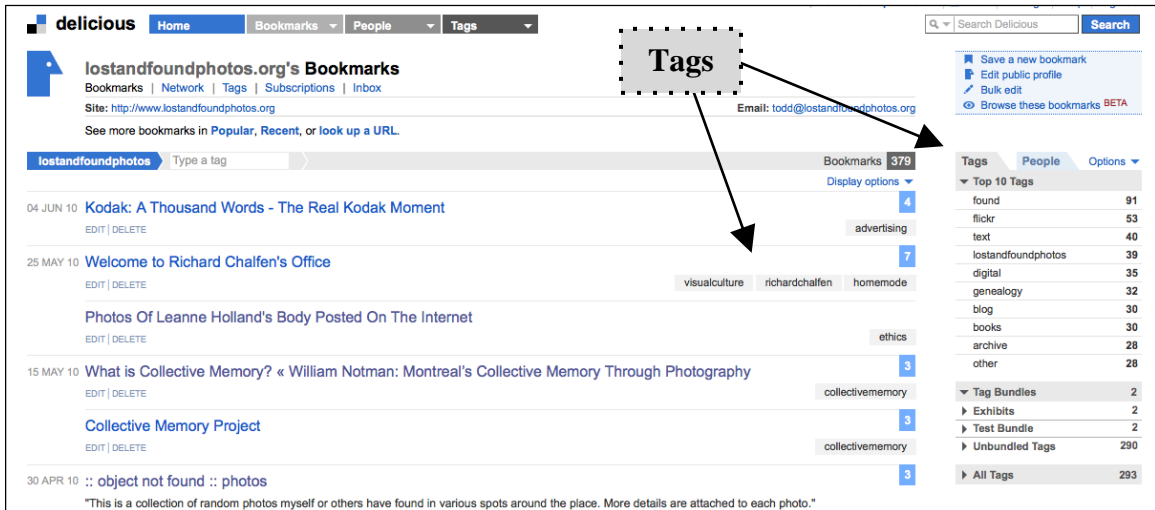 delicious Home Bookmarks People Tags Search Delicious Search
Tags
lostandfoundphotos.org's Bookmarks
Bookmarks | Network | Tags | Subscriptions | Inbox
Site: http://www.lostandfoundphotos.org Email: todd@lostandfoundphotos.org
See more bookmarks in Popular, Recent, or look up a URL.
Save a new bookmark
Edit public profile
Bulk edit
Browse these bookmarks BETA
lostandfoundphotos Type a tag Bookmarks 379
Display options
04 JUN 10 Kodak: A Thousand Words - The Real Kodak Moment 4
EDIT | DELETE advertising
25 MAY 10 Welcome to Richard Chalfen's Office 7
EDIT | DELETE visualculture richardchalfen homemode
Photos Of Leanne Holland's Body Posted On The Internet
EDIT | DELETE ethics
15 MAY 10 What is Collective Memory? « William Notman: Montreal's Collective Memory Through Photography 3
EDIT | DELETE collectivememory
Collective Memory Project 3
EDIT | DELETE collectivememory
30 APR 10 :: object not found :: photos 3
"This is a collection of random photos myself or others have found in various spots around the place. More details are attached to each photo."
Tags People Options
Top 10 Tags
found 91
flickr 53
text 40
lostandfoundphotos 39
digital 35
genealogy 32
blog 30
books 30
archive 28
other 28
Tag Bundles 2
Exhibits 2
Test Bundle 2
Unbundled Tags 290
All Tags 293